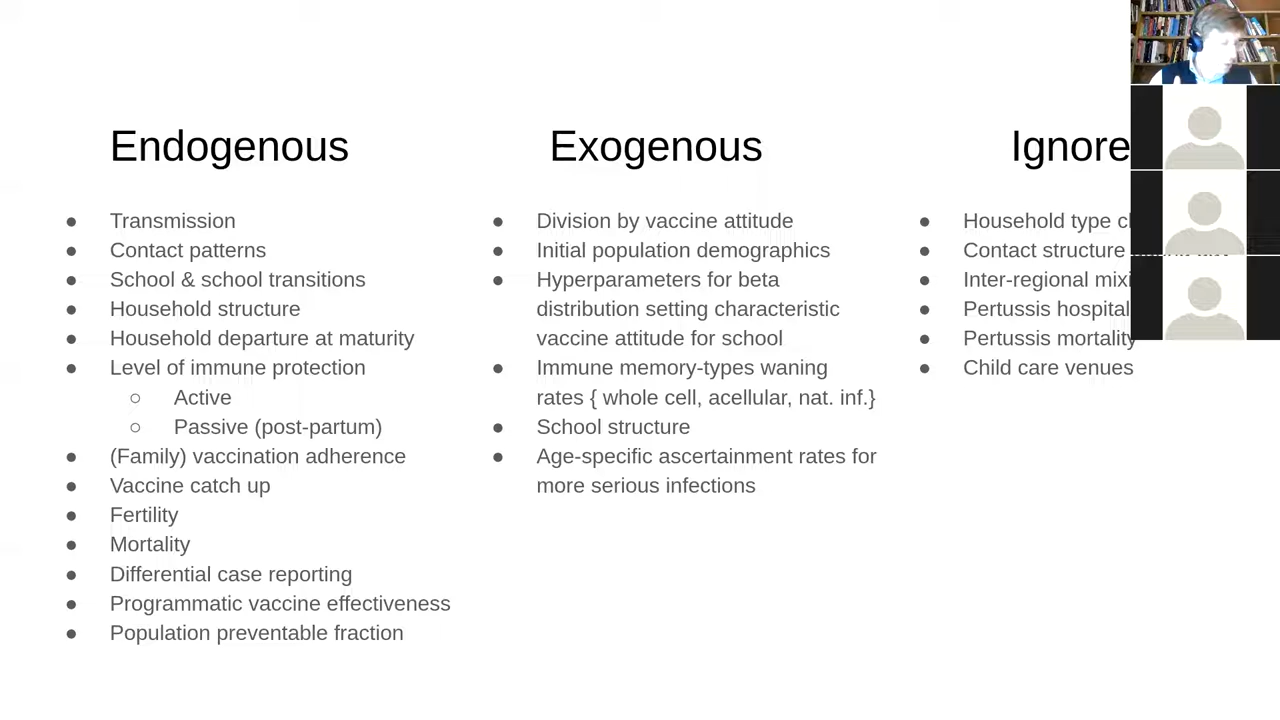 Endogenous
Transmission
Contact patterns
School & school transitions
Household structure
Household departure at maturity
Level of immune protection
Active
Passive (post-partum)
(Family) vaccination adherence
Vaccine catch up
Fertility
Mortality
Differential case reporting
Programmatic vaccine effectiveness
Population preventable fraction
Exogenous
Division by vaccine attitude
Initial population demographics
Hyperparameters for beta
distribution setting characteristic
vaccine attitude for school
Immune memory-types waning
rates { whole cell, acellular, nat. inf.}
School structure
Age-specific ascertainment rates for
more serious infections
Ignore
Household type
Contact structure
Inter-regional
Pertussis
Pertussis mortality
Child care venues